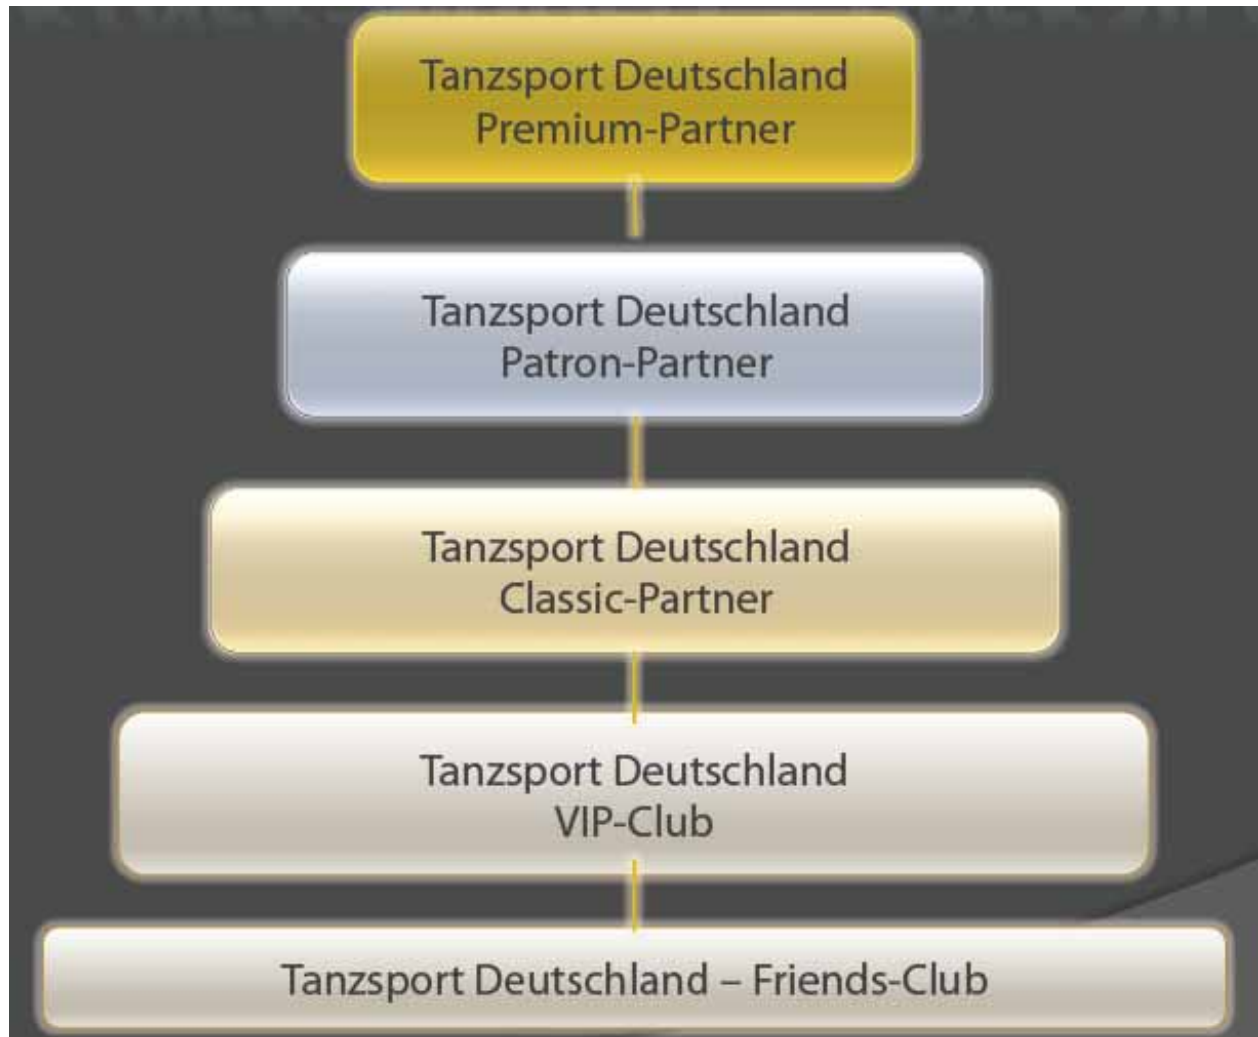 Tanzsport Deutschland
Premium-Partner
Tanzsport Deutschland
Patron-Partner
Tanzsport Deutschland
Classic-Partner
Tanzsport Deutschland
VIP-Club
Tanzsport Deutschland – Friends-Club